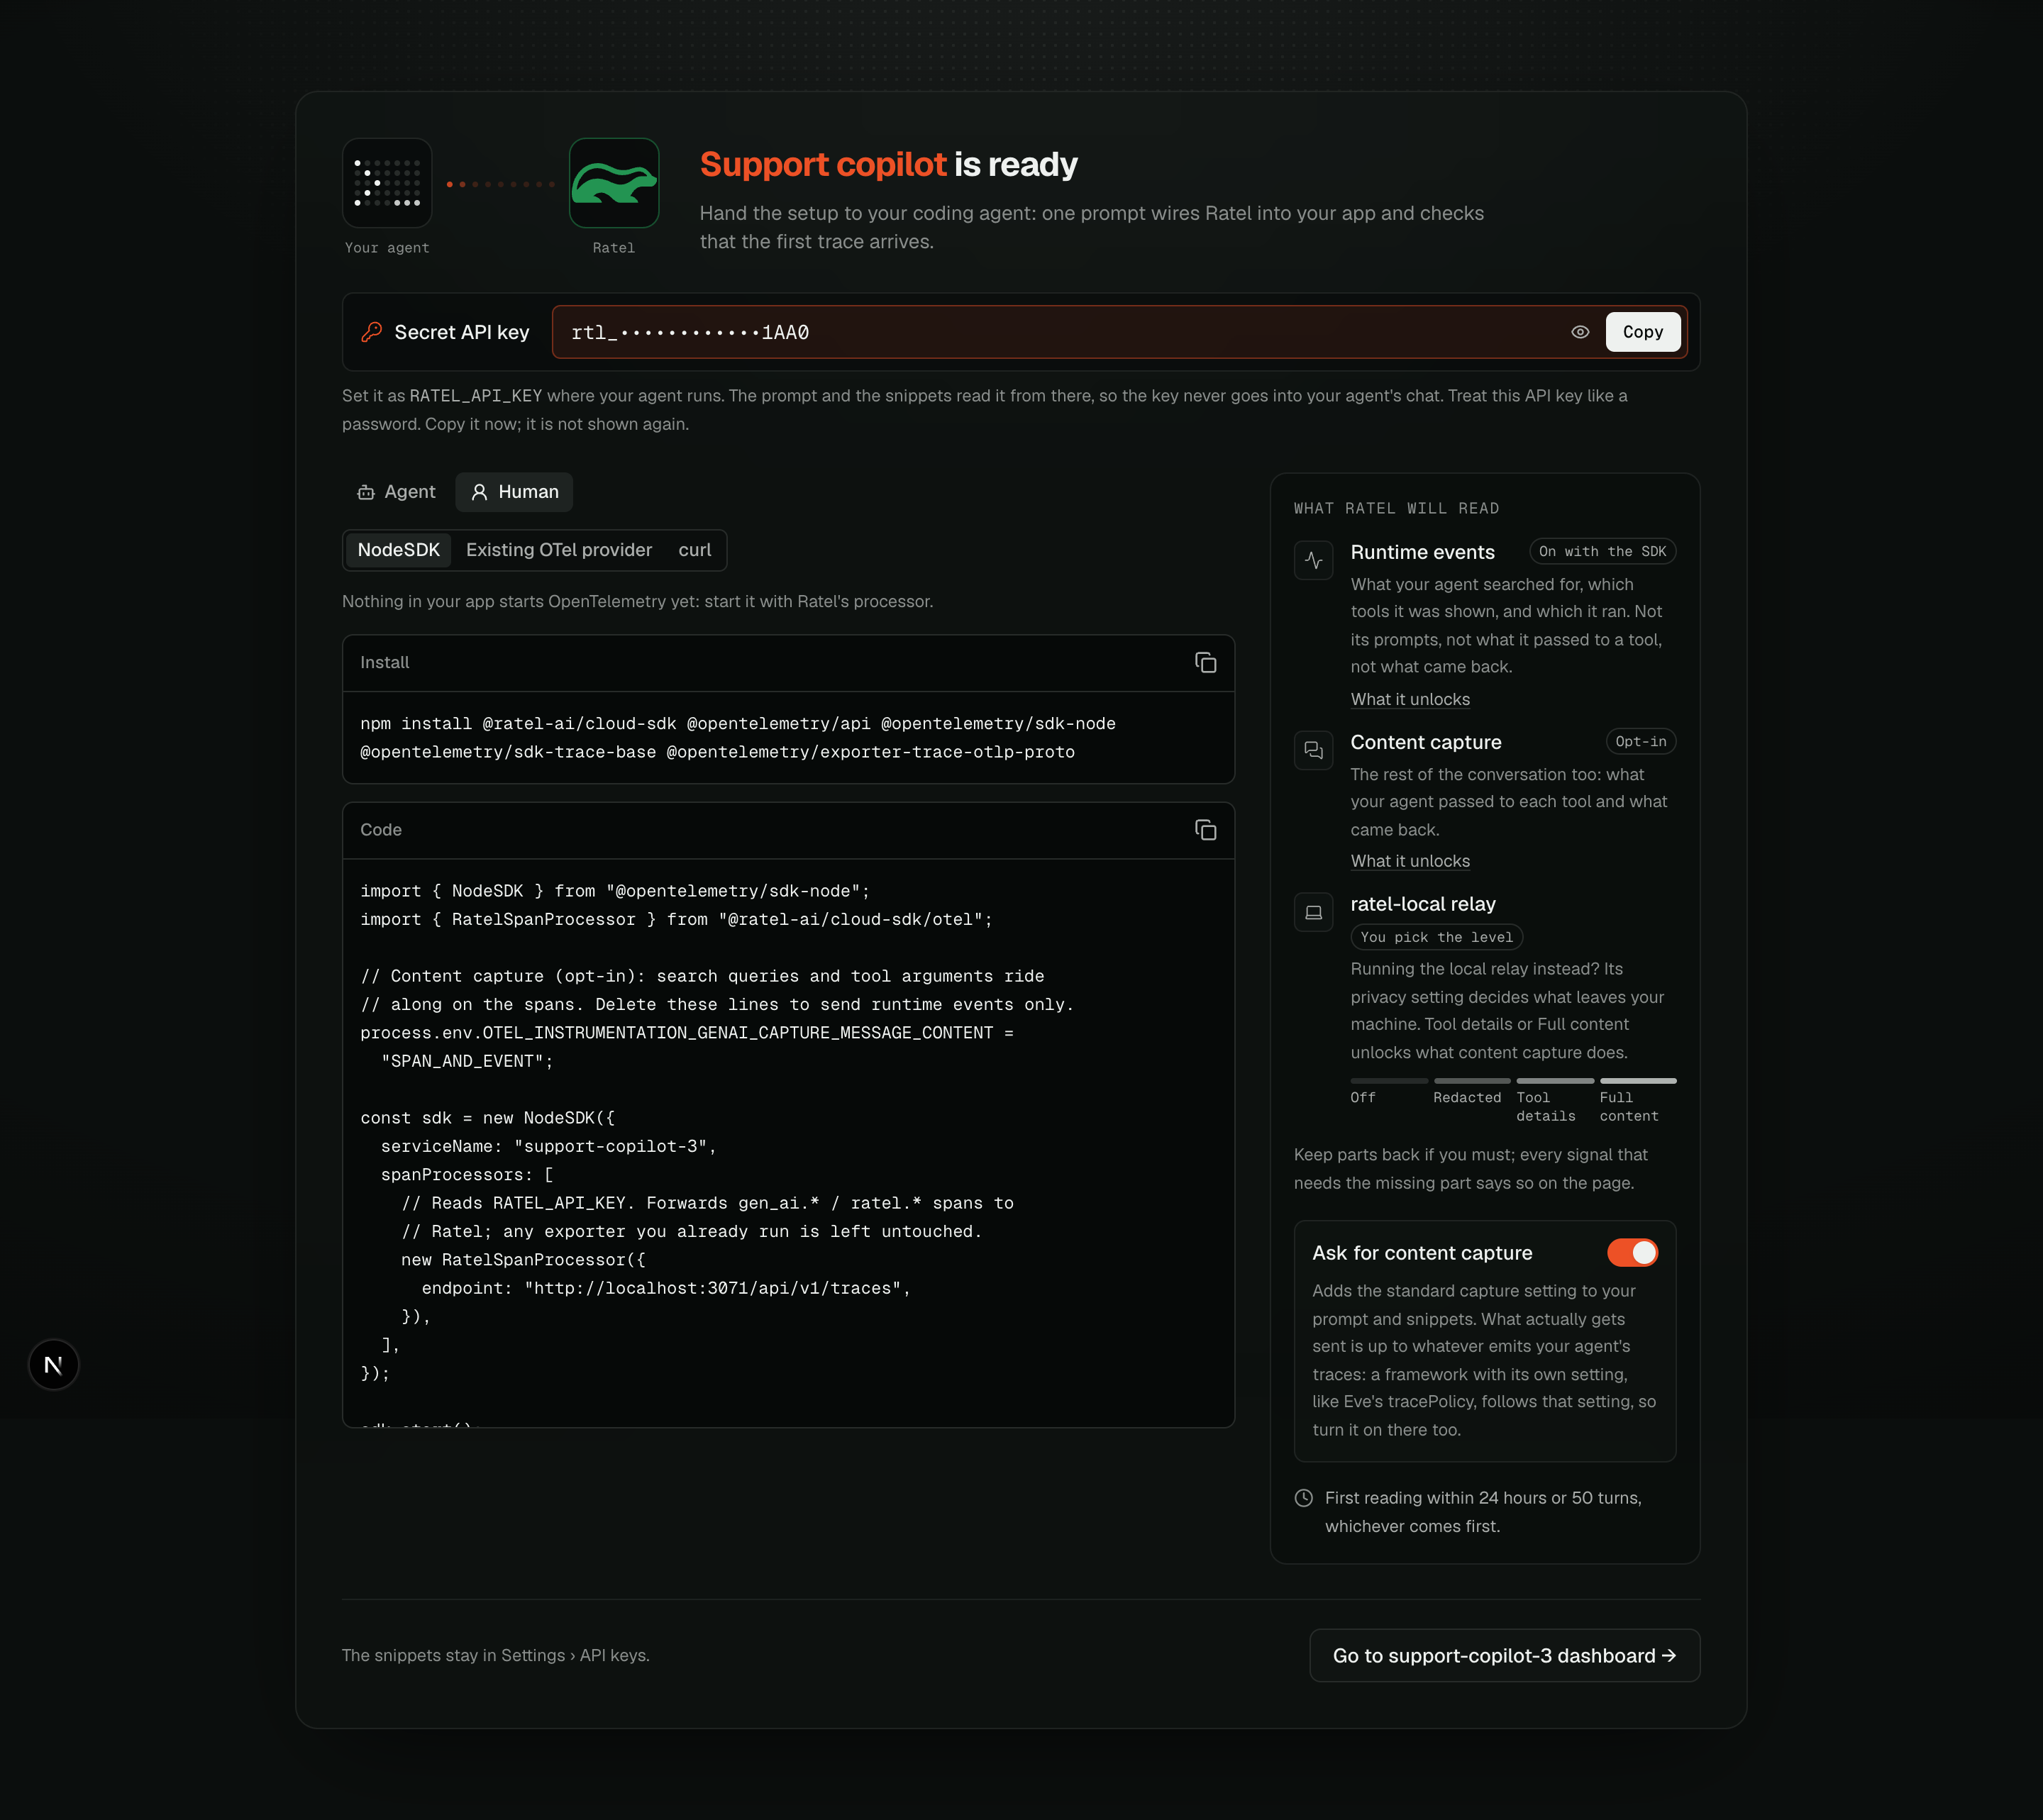 Your agent
Ratel
Support copilot is ready
Hand the setup to your coding agent: one prompt wires Ratel into your app and checks
that the first trace arrives.
Secret API key
rtl_••••••••••••1AA0
Copy
Set it as RATEL_API_KEY where your agent runs. The prompt and the snippets read it from there, so the key never goes into your agent's chat. Treat this API key like a
password. Copy it now; it is not shown again.
Agent
Human
NodeSDK
Existing OTel provider
curl
Nothing in your app starts OpenTelemetry yet: start it with Ratel's processor.
Install
npm install @ratel-ai/cloud-sdk @opentelemetry/api @opentelemetry/sdk-node
@opentelemetry/sdk-trace-base @opentelemetry/exporter-trace-otlp-proto
Code
import { NodeSDK } from "@opentelemetry/sdk-node";
import { RatelSpanProcessor } from "@ratel-ai/cloud-sdk/otel";
// Content capture (opt-in): search queries and tool arguments ride
// along on the spans. Delete these lines to send runtime events only.
process.env.OTEL_INSTRUMENTATION_GENAI_CAPTURE_MESSAGE_CONTENT =
"SPAN_AND_EVENT";
const sdk = new NodeSDK({
serviceName: "support-copilot-3",
spanProcessors: [
// Reads RATEL_API_KEY. Forwards gen_ai.* / ratel.* spans to
// Ratel; any exporter you already run is left untouched.
new RatelSpanProcessor({
endpoint: "http://localhost:3071/api/v1/traces",
}),
],
});
sdk.start();
WHAT RATEL WILL READ
Runtime events
On with the SDK
What your agent searched for, which
tools it was shown, and which it ran. Not
its prompts, not what it passed to a tool,
not what came back.
What it unlocks
Content capture
Opt-in
The rest of the conversation too: what
your agent passed to each tool and what
came back.
What it unlocks
ratel-local relay
You pick the level
Running the local relay instead? Its
privacy setting decides what leaves your
machine. Tool details or Full content
unlocks what content capture does.
Off
Redacted
Tool
details
Full
content
Keep parts back if you must; every signal that
needs the missing part says so on the page.
Ask for content capture
Adds the standard capture setting to your
prompt and snippets. What actually gets
sent is up to whatever emits your agent's
traces: a framework with its own setting,
like Eve's tracePolicy, follows that setting, so
turn it on there too.
First reading within 24 hours or 50 turns,
whichever comes first.
N
The snippets stay in Settings › API keys.
Go to support-copilot-3 dashboard →